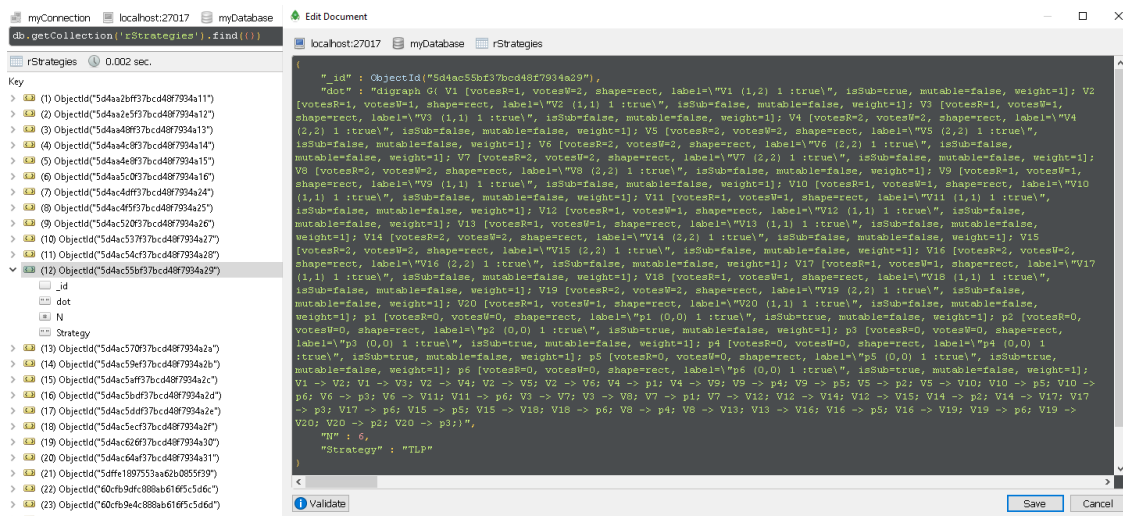 myConnection localhost:27017 myDatabase
db.getCollection('rStrategies').find({})
rStrategies 0.002 sec.
Key
(1) ObjectId("5d4aa2bff37bcd48f7934a11")
(2) ObjectId("5d4aa2e5f37bcd48f7934a12")
(3) ObjectId("5d4aa48ff37bcd48f7934a13")
(4) ObjectId("5d4aa4c8f37bcd48f7934a14")
(5) ObjectId("5d4aa4e8f37bcd48f7934a15")
(6) ObjectId("5d4aa5c0f37bcd48f7934a16")
(7) ObjectId("5d4ac4dff37bcd48f7934a24")
(8) ObjectId("5d4ac4f5f37bcd48f7934a25")
(9) ObjectId("5d4ac520f37bcd48f7934a26")
(10) ObjectId("5d4ac537f37bcd48f7934a27")
(11) ObjectId("5d4ac54cf37bcd48f7934a28")
(12) ObjectId("5d4ac55bf37bcd48f7934a29")
_id
dot
N
Strategy
(13) ObjectId("5d4ac570f37bcd48f7934a2a")
(14) ObjectId("5d4ac59ef37bcd48f7934a2b")
(15) ObjectId("5d4ac5aff37bcd48f7934a2c")
(16) ObjectId("5d4ac5bdf37bcd48f7934a2d")
(17) ObjectId("5d4ac5ddf37bcd48f7934a2e")
(18) ObjectId("5d4ac5ecf37bcd48f7934a2f")
(19) ObjectId("5d4ac626f37bcd48f7934a30")
(20) ObjectId("5d4ac64af37bcd48f7934a31")
(21) ObjectId("5dffe1897553aa62b0855f39")
(22) ObjectId("60cfb9dfc888ab616f5c5d6c")
(23) ObjectId("60cfb9e4c888ab616f5c5d6d")
Edit Document
localhost:27017 myDatabase rStrategies
{
"_id" : ObjectId("5d4ac55bf37bcd48f7934a29"),
"dot" : "digraph G{ V1 [votesR=1, votesW=2, shape=rect, label=\"V1 (1,2) 1 :true\", isSub=true, mutable=false, weight=1]; V2
[votesR=1, votesW=1, shape=rect, label=\"V2 (1,1) 1 :true\", isSub=false, mutable=false, weight=1]; V3 [votesR=1, votesW=1,
shape=rect, label=\"V3 (1,1) 1 :true\", isSub=false, mutable=false, weight=1]; V4 [votesR=2, votesW=2, shape=rect, label=\"V4
(2,2) 1 :true\", isSub=false, mutable=false, weight=1]; V5 [votesR=2, votesW=2, shape=rect, label=\"V5 (2,2) 1 :true\",
isSub=false, mutable=false, weight=1]; V6 [votesR=2, votesW=2, shape=rect, label=\"V6 (2,2) 1 :true\", isSub=false,
mutable=false, weight=1]; V7 [votesR=2, votesW=2, shape=rect, label=\"V7 (2,2) 1 :true\", isSub=false, mutable=false, weight=1];
V8 [votesR=2, votesW=2, shape=rect, label=\"V8 (2,2) 1 :true\", isSub=false, mutable=false, weight=1]; V9 [votesR=1, votesW=1,
shape=rect, label=\"V9 (1,1) 1 :true\", isSub=false, mutable=false, weight=1]; V10 [votesR=1, votesW=1, shape=rect, label=\"V10
(1,1) 1 :true\", isSub=false, mutable=false, weight=1]; V11 [votesR=1, votesW=1, shape=rect, label=\"V11 (1,1) 1 :true\",
isSub=false, mutable=false, weight=1]; V12 [votesR=1, votesW=1, shape=rect, label=\"V12 (1,1) 1 :true\", isSub=false,
mutable=false, weight=1]; V13 [votesR=1, votesW=1, shape=rect, label=\"V13 (1,1) 1 :true\", isSub=false, mutable=false,
weight=1]; V14 [votesR=2, votesW=2, shape=rect, label=\"V14 (2,2) 1 :true\", isSub=false, mutable=false, weight=1]; V15
[votesR=2, votesW=2, shape=rect, label=\"V15 (2,2) 1 :true\", isSub=false, mutable=false, weight=1]; V16 [votesR=2, votesW=2,
shape=rect, label=\"V16 (2,2) 1 :true\", isSub=false, mutable=false, weight=1]; V17 [votesR=1, votesW=1, shape=rect, label=\"V17
(1,1) 1 :true\", isSub=false, mutable=false, weight=1]; V18 [votesR=1, votesW=1, shape=rect, label=\"V18 (1,1) 1 :true\",
isSub=false, mutable=false, weight=1]; V19 [votesR=2, votesW=2, shape=rect, label=\"V19 (2,2) 1 :true\", isSub=false,
mutable=false, weight=1]; V20 [votesR=1, votesW=1, shape=rect, label=\"V20 (1,1) 1 :true\", isSub=false, mutable=false,
weight=1]; p1 [votesR=0, votesW=0, shape=rect, label=\"p1 (0,0) 1 :true\", isSub=true, mutable=false, weight=1]; p2 [votesR=0,
votesW=0, shape=rect, label=\"p2 (0,0) 1 :true\", isSub=true, mutable=false, weight=1]; p3 [votesR=0, votesW=0, shape=rect,
label=\"p3 (0,0) 1 :true\", isSub=true, mutable=false, weight=1]; p4 [votesR=0, votesW=0, shape=rect, label=\"p4 (0,0) 1
:true\", isSub=true, mutable=false, weight=1]; p5 [votesR=0, votesW=0, shape=rect, label=\"p5 (0,0) 1 :true\", isSub=true,
mutable=false, weight=1]; p6 [votesR=0, votesW=0, shape=rect, label=\"p6 (0,0) 1 :true\", isSub=true, mutable=false, weight=1];
V1 -> V2; V1 -> V3; V2 -> V4; V2 -> V5; V2 -> V6; V4 -> p1; V4 -> V9; V9 -> p4; V9 -> p5; V5 -> p2; V5 -> V10; V10 -> p5; V10 ->
p6; V6 -> p3; V6 -> V11; V11 -> p6; V3 -> V7; V3 -> V8; V7 -> p1; V7 -> V12; V12 -> V14; V12 -> V15; V14 -> p2; V14 -> V17; V17
-> p3; V17 -> p6; V15 -> p5; V15 -> V18; V18 -> p6; V8 -> p4; V8 -> V13; V13 -> V16; V16 -> p5; V16 -> V19; V19 -> p6; V19 ->
V20; V20 -> p2; V20 -> p3;}",
"N" : 6,
"Strategy" : "TLP"
}
Validate
Save Cancel